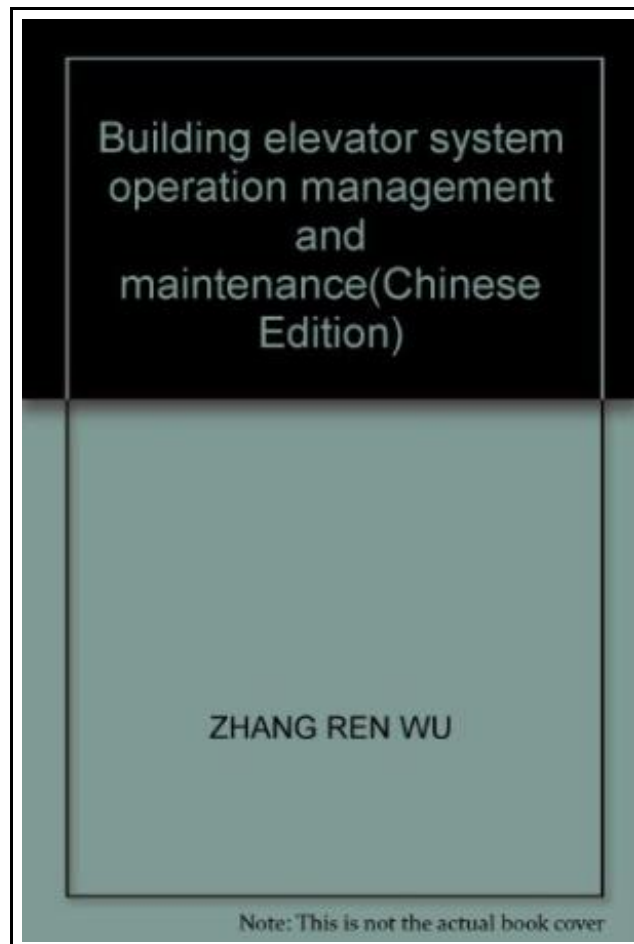 Building elevator system
operation management
and
maintenance(Chinese
Edition)
ZHANG REN WU
Note: This is not the actual book cover